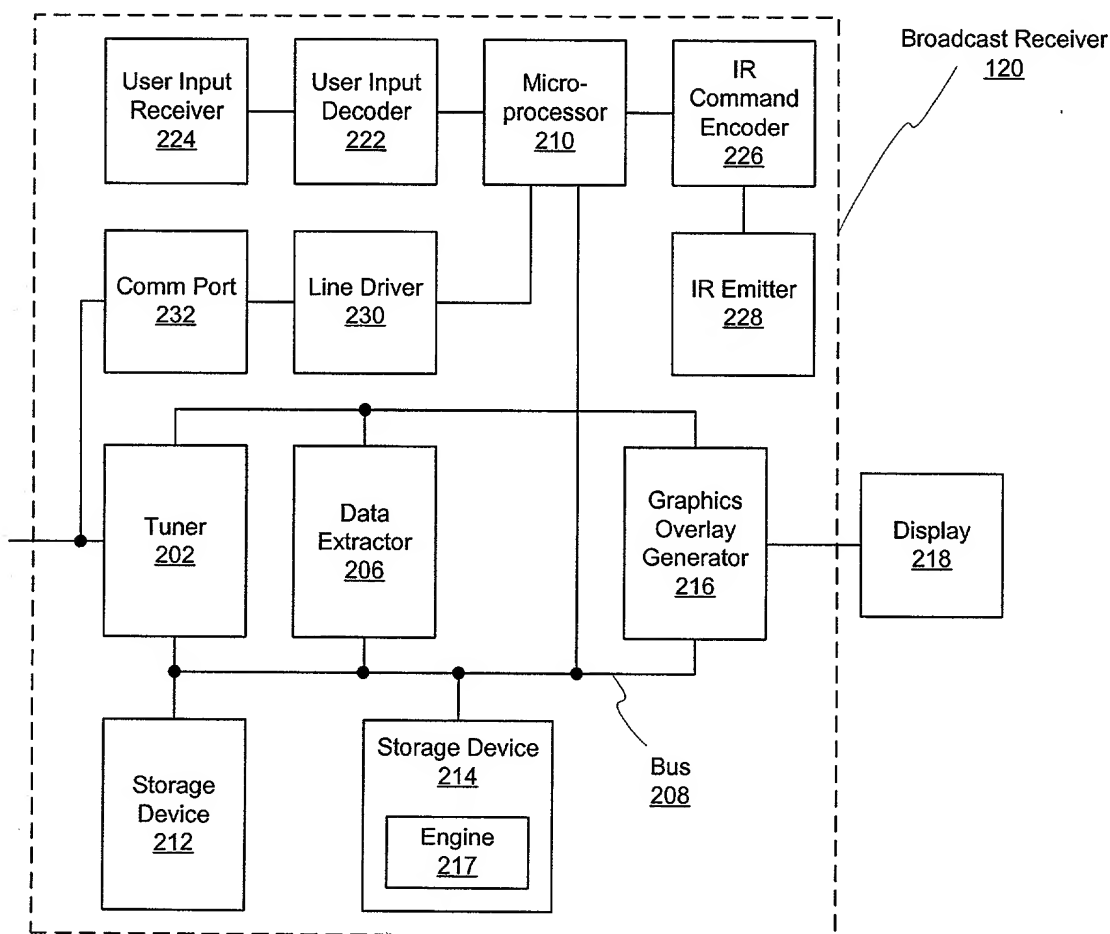 Broadcast Receiver
120
User Input
Receiver
224
User Input
Decoder
222
Micro-
processor
210
IR
Command
Encoder
226
Comm Port
232
Line Driver
230
IR Emitter
228
Tuner
202
Data
Extractor
206
Graphics
Overlay
Generator
216
Display
218
Storage
Device
212
Storage Device
214
Engine
217
Bus
208